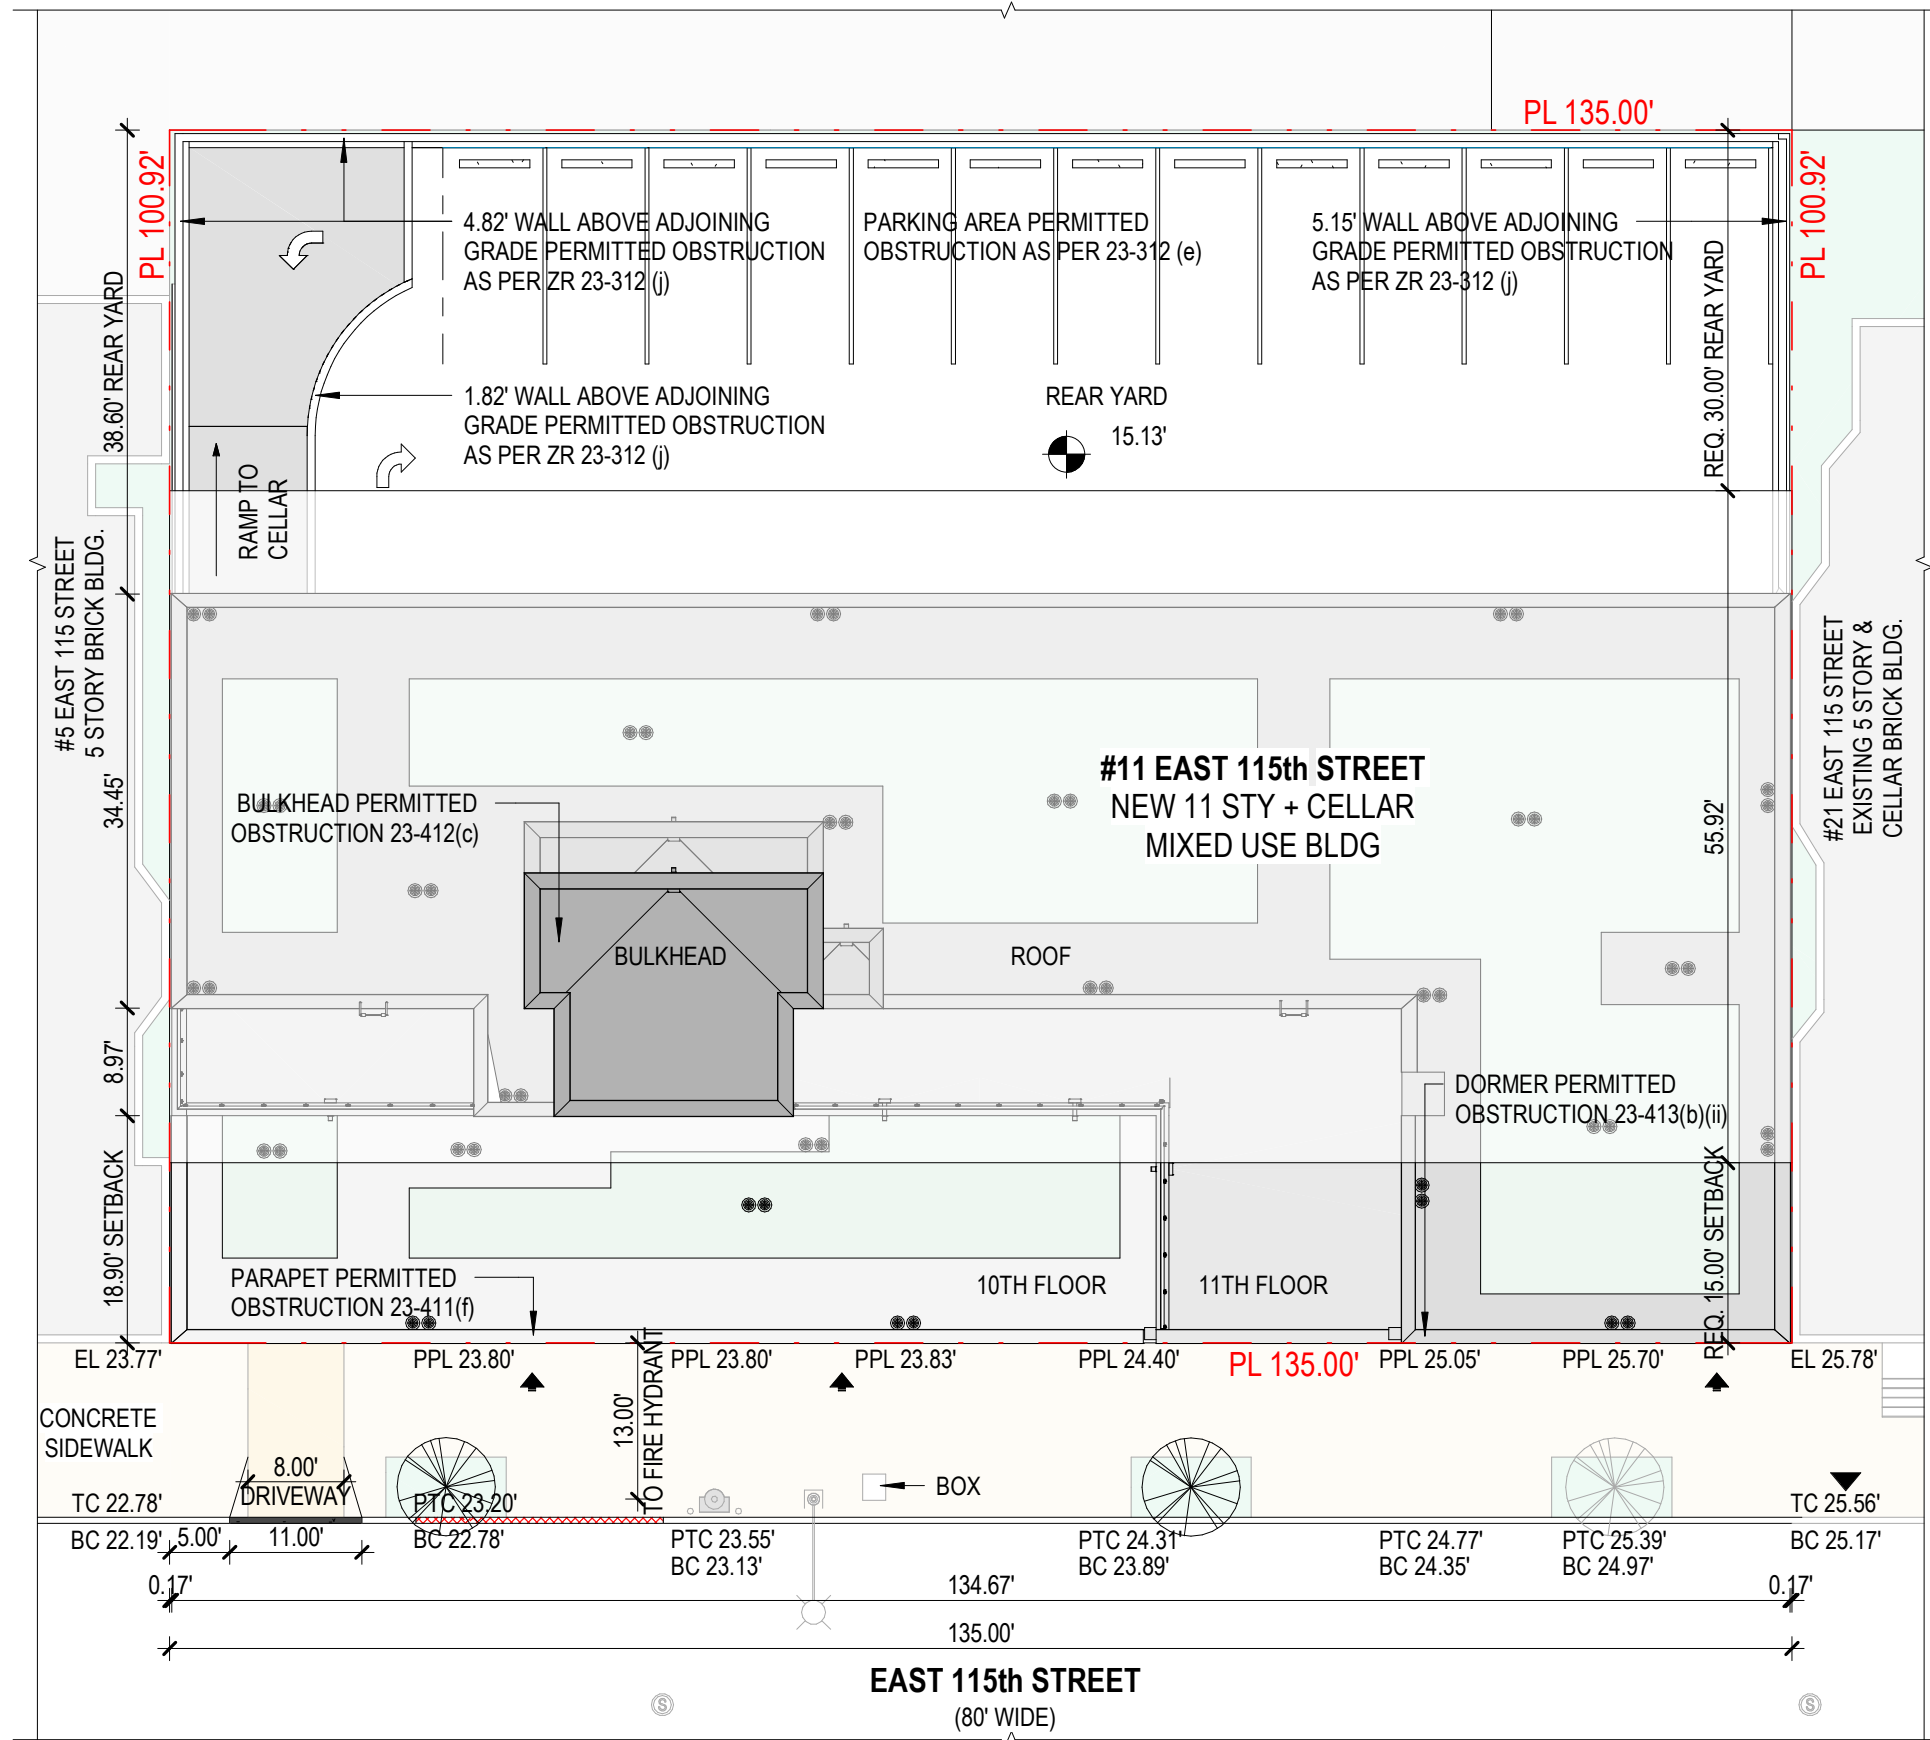 PL 135.00'
PL 100.92'
PL 100.92'
4.82' WALL ABOVE ADJOINING
GRADE PERMITTED OBSTRUCTION
AS PER ZR 23-312 (j)
PARKING AREA PERMITTED
OBSTRUCTION AS PER 23-312 (e)
5.15' WALL ABOVE ADJOINING
GRADE PERMITTED OBSTRUCTION
AS PER ZR 23-312 (j)
38.60' REAR YARD
REQ. 30.00' REAR YARD
1.82' WALL ABOVE ADJOINING
GRADE PERMITTED OBSTRUCTION
AS PER ZR 23-312 (j)
REAR YARD
15.13'
RAMP TO
CELLAR
#5 EAST 115 STREET
5 STORY BRICK BLDG.
#21 EAST 115 STREET
EXISTING 5 STORY &
CELLAR BRICK BLDG.
34.45'
BULKHEAD PERMITTED
OBSTRUCTION 23-412(c)
#11 EAST 115th STREET
NEW 11 STY + CELLAR
MIXED USE BLDG
55.92'
BULKHEAD
ROOF
8.97'
DORMER PERMITTED
OBSTRUCTION 23-413(b)(ii)
18.90' SETBACK
REQ. 15.00' SETBACK
PARAPET PERMITTED
OBSTRUCTION 23-411(f)
10TH FLOOR
11TH FLOOR
EL 23.77'
PPL 23.80'
PPL 23.80'
PPL 23.83'
PPL 24.40'
PL 135.00'
PPL 25.05'
PPL 25.70'
EL 25.78'
CONCRETE
SIDEWALK
13.00'
TO FIRE HYDRANT
8.00'
DRIVEWAY
BOX
TC 22.78'
PTC 23.20'
TC 25.56'
BC 22.19'
5.00'
11.00'
BC 22.78'
PTC 23.55'
BC 23.13'
PTC 24.31'
BC 23.89'
PTC 24.77'
BC 24.35'
PTC 25.39'
BC 24.97'
BC 25.17'
0.17'
134.67'
0.17'
135.00'
EAST 115th STREET
(80' WIDE)
S
S